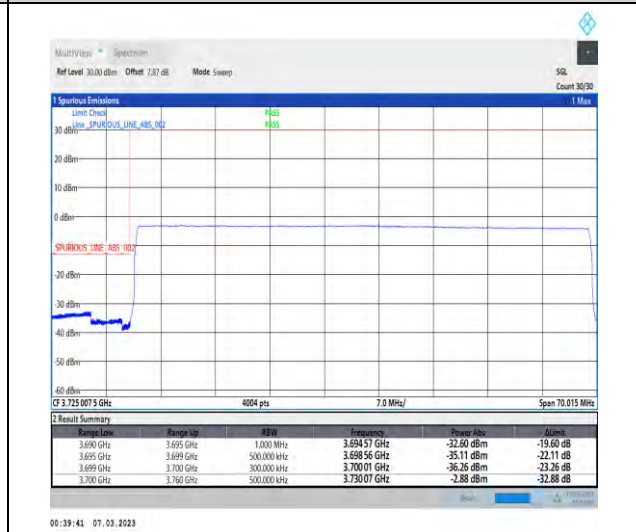 MultiView Spectrum
Ref Level 30.00 dBm Offset 7.87 dB Mode Sweep SGL
Count 30/30
1 Spurious Emissions 1 Max
Limit Check PASS
Line _SPURIOUS_LINE_ABS_002 PASS
30 dBm
20 dBm
10 dBm
0 dBm
_SPURIOUS_LINE_ABS_002
-20 dBm
-30 dBm
-40 dBm
-50 dBm
-60 dBm
CF 3.725 007 5 GHz 4004 pts 7.0 MHz/ Span 70.015 MHz
2 Result Summary
Range Low Range Up RBW Frequency Power Abs ΔLimit
3.690 GHz 3.695 GHz 1.000 MHz 3.694 57 GHz -32.60 dBm -19.60 dB
3.695 GHz 3.699 GHz 500.000 kHz 3.698 56 GHz -35.11 dBm -22.11 dB
3.699 GHz 3.700 GHz 300.000 kHz 3.700 01 GHz -36.26 dBm -23.26 dB
3.700 GHz 3.760 GHz 500.000 kHz 3.730 07 GHz -2.88 dBm -32.88 dB
00:39:41 07.03.2023